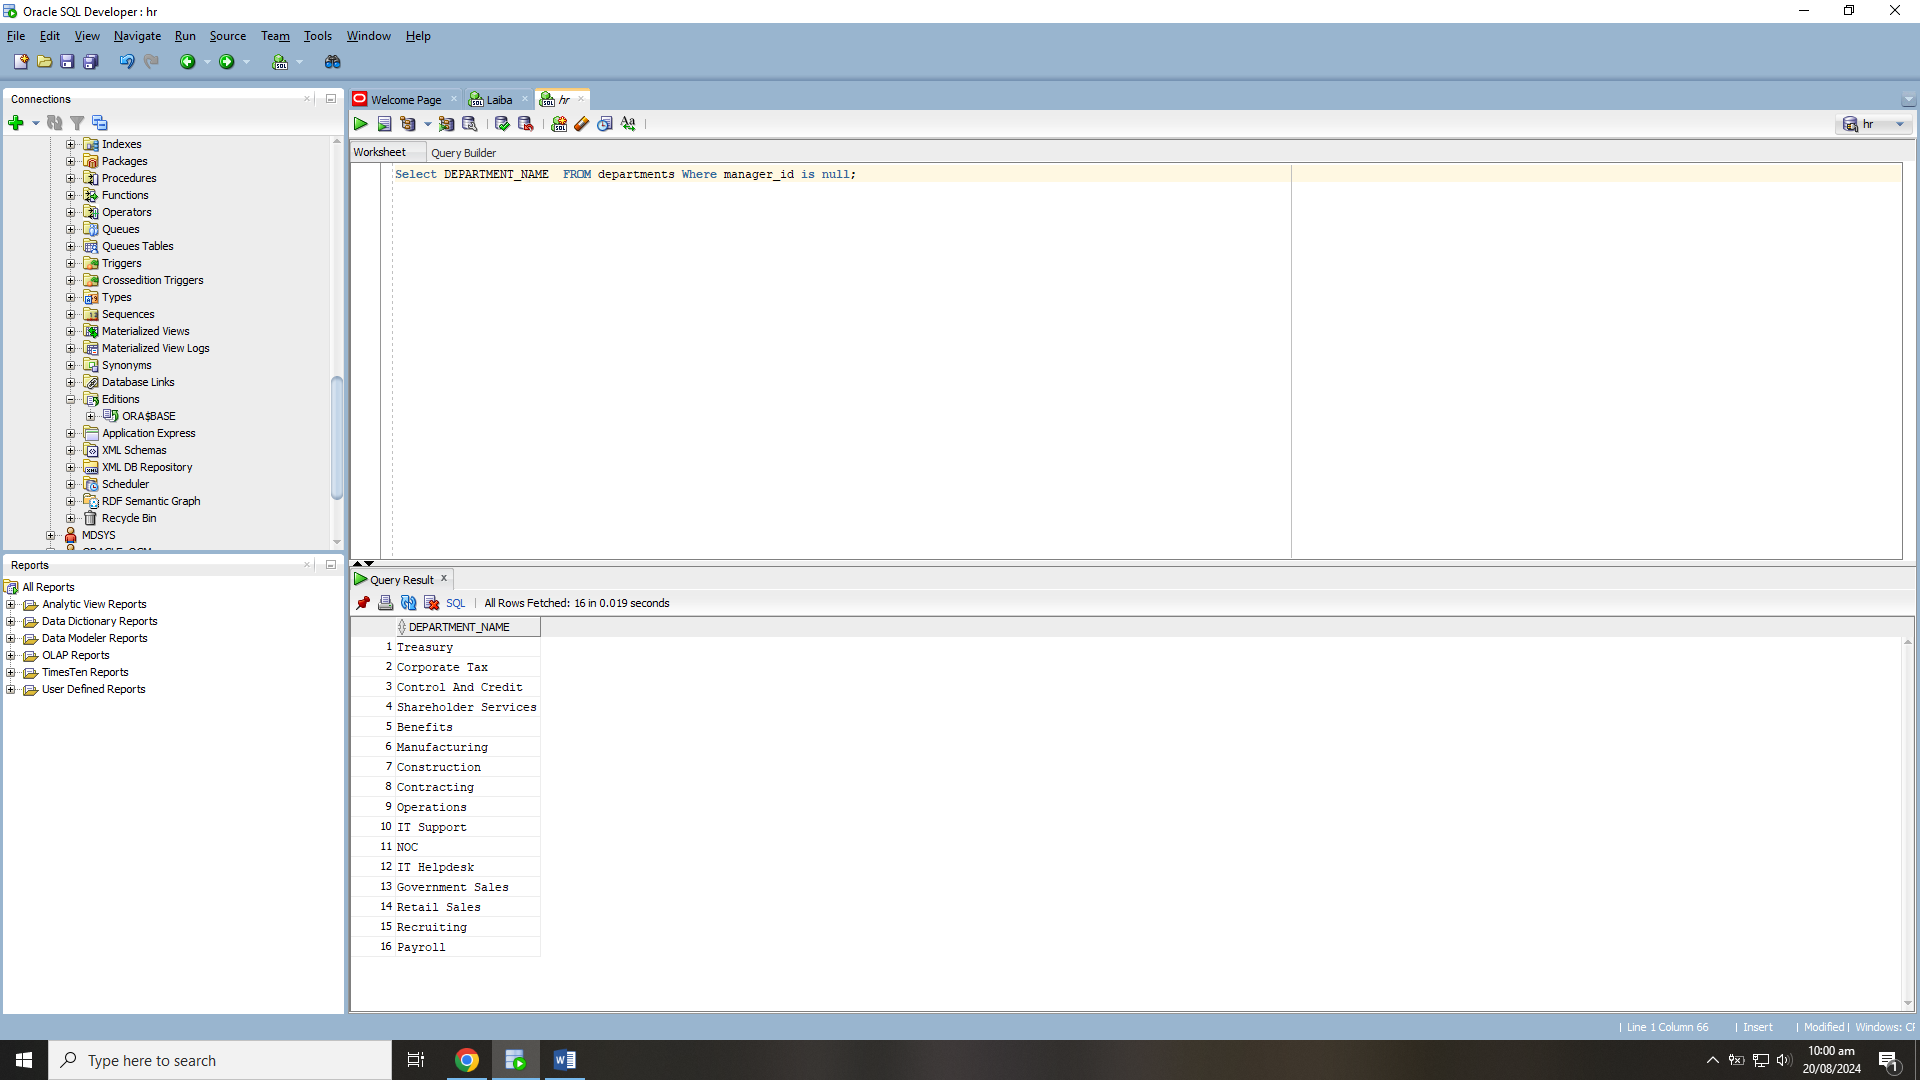 Oracle SQL Developer : hr
File Edit View Navigate Run Source Team Tools Window Help
Connections
Indexes
Packages
Procedures
Functions
Operators
Queues
Queues Tables
Triggers
Crossedition Triggers
Types
Sequences
Materialized Views
Materialized View Logs
Synonyms
Database Links
Editions
ORA$BASE
Application Express
XML Schemas
XML DB Repository
Scheduler
RDF Semantic Graph
Recycle Bin
MDSYS
Reports
All Reports
Analytic View Reports
Data Dictionary Reports
Data Modeler Reports
OLAP Reports
TimesTen Reports
User Defined Reports
Welcome Page Laiba hr
hr
Worksheet Query Builder
Select DEPARTMENT_NAME  FROM departments Where manager_id is null;
Query Result
SQL | All Rows Fetched: 16 in 0.019 seconds
DEPARTMENT_NAME
1 Treasury
2 Corporate Tax
3 Control And Credit
4 Shareholder Services
5 Benefits
6 Manufacturing
7 Construction
8 Contracting
9 Operations
10 IT Support
11 NOC
12 IT Helpdesk
13 Government Sales
14 Retail Sales
15 Recruiting
16 Payroll
| Line 1 Column 66 | Insert | Modified | Windows: CF
Type here to search
10:00 am
20/08/2024
1